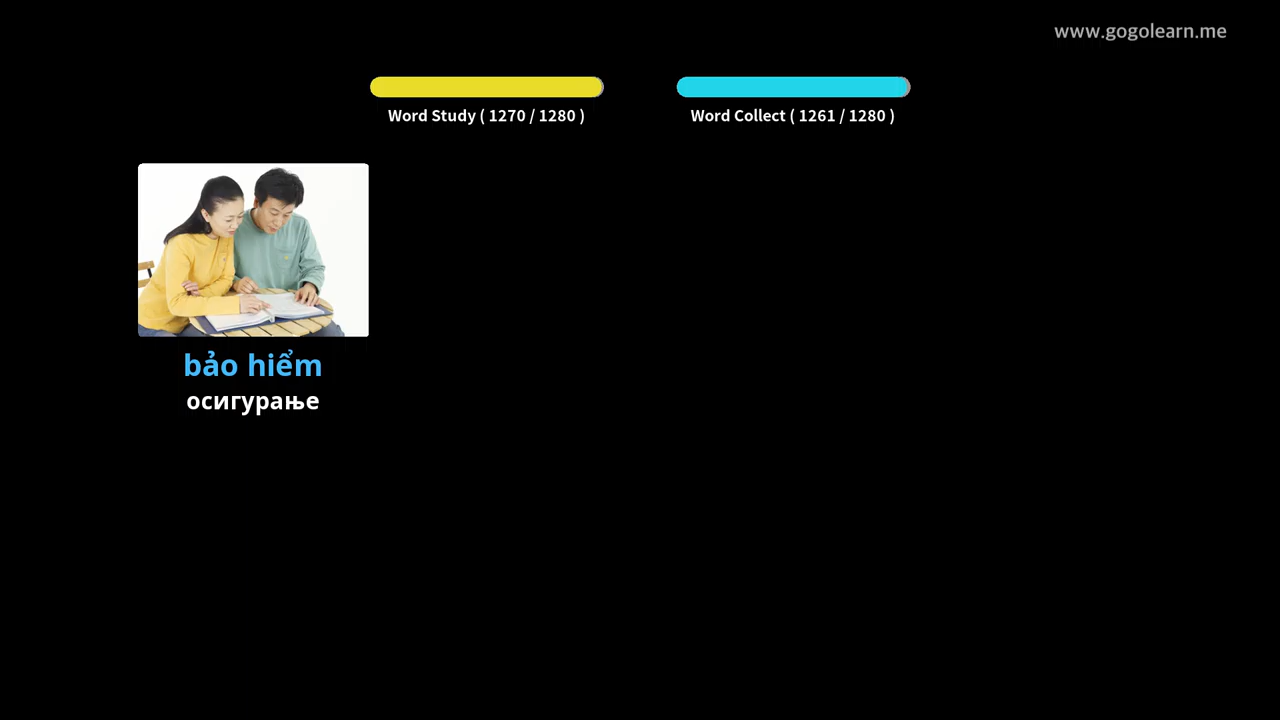 www.gogolearn.me
Word Study ( 1270 / 1280 )
Word Collect ( 1261 / 1280 )
bảo hiểm
осигурање